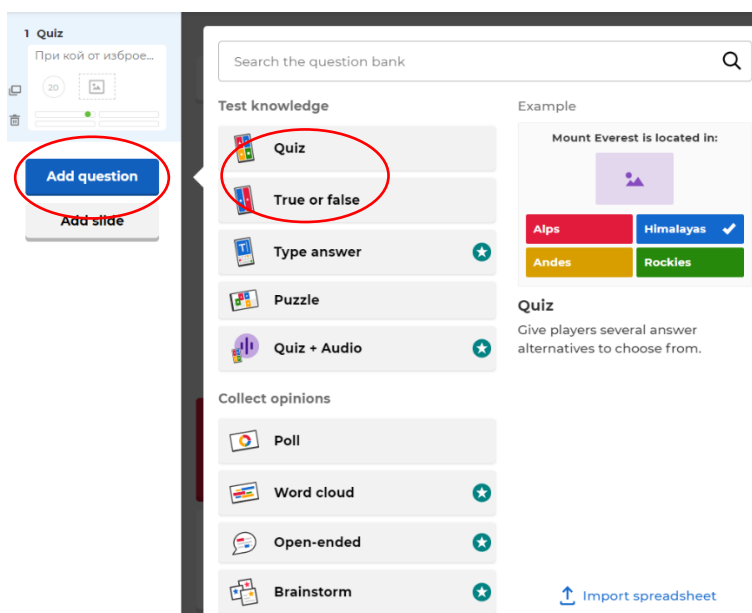 1 Quiz
При кой от изброе...
20
Add question
Add slide
Search the question bank
Test knowledge
Quiz
True or false
Type answer
Puzzle
Quiz + Audio
Collect opinions
Poll
Word cloud
Open-ended
Brainstorm
Example
Mount Everest is located in:
Alps
Himalayas
Andes
Rockies
Quiz
Give players several answer
alternatives to choose from.
Import spreadsheet